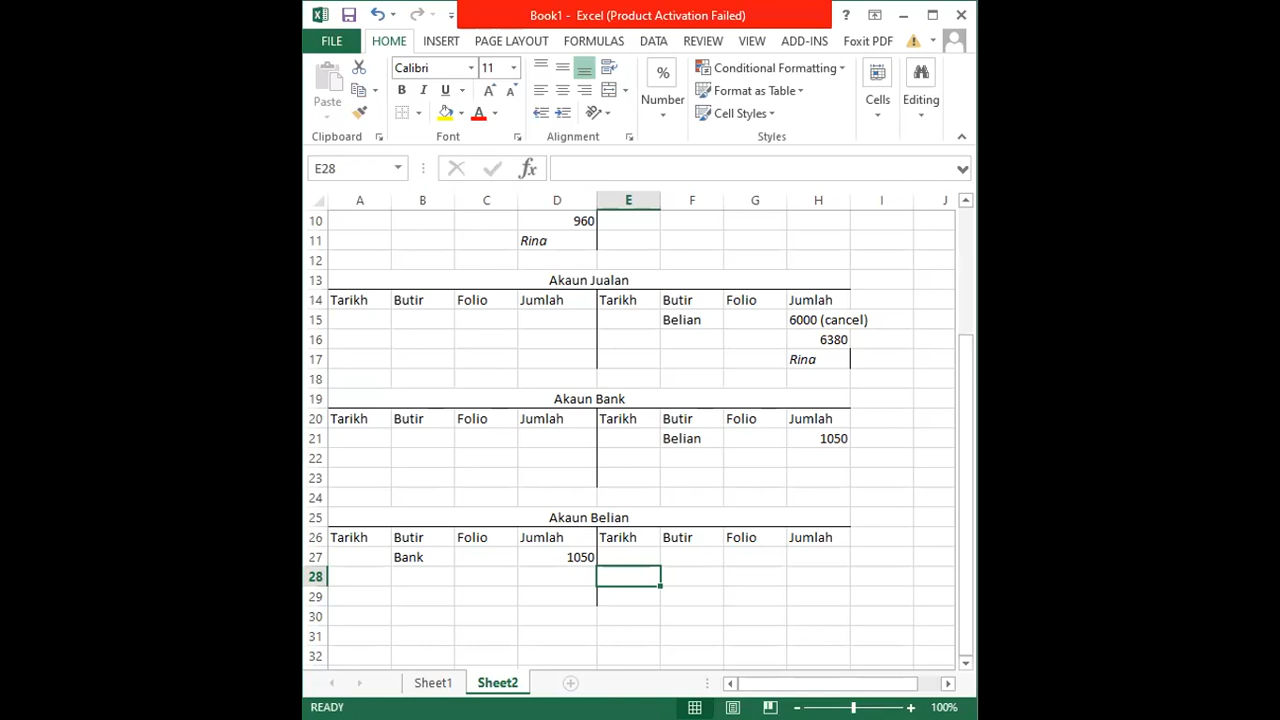 Book1 - Excel (Product Activation Failed)
?
FILE HOME INSERT PAGE LAYOUT FORMULAS DATA REVIEW VIEW ADD-INS Foxit PDF
Calibri 11 % Conditional Formatting
Paste B I U A A Number Format as Table Cells Editing
A Cell Styles
Clipboard Font Alignment Styles
E28 fx
A B C D E F G H I J
10 960
11 Rina
12
13 Akaun Jualan
14 Tarikh Butir Folio Jumlah Tarikh Butir Folio Jumlah
15 Belian 6000 (cancel)
16 6380
17 Rina
18
19 Akaun Bank
20 Tarikh Butir Folio Jumlah Tarikh Butir Folio Jumlah
21 Belian 1050
22
23
24
25 Akaun Belian
26 Tarikh Butir Folio Jumlah Tarikh Butir Folio Jumlah
27 Bank 1050
28
29
30
31
32
Sheet1 Sheet2
READY 100%